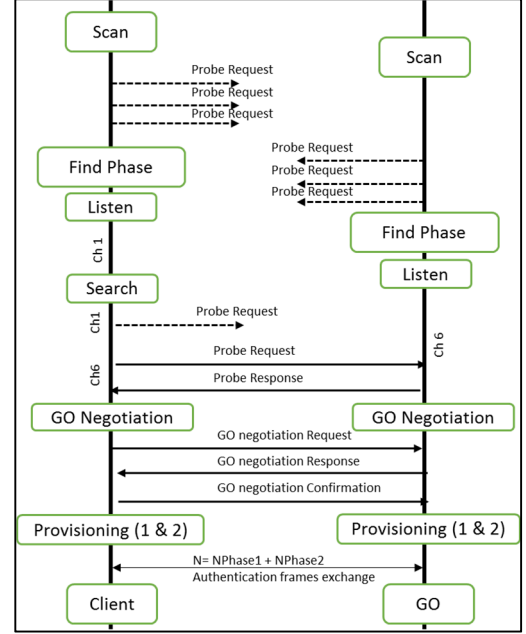 Scan
Scan
Probe Request
Probe Request
Probe Request
Probe Request
Find Phase
Probe Request
Probe Request
Listen
Find Phase
Ch 1
Listen
Search
Ch1
Probe Request
Ch 6
Probe Request
Ch6
Probe Response
GO Negotiation
GO Negotiation
GO negotiation Request
GO negotiation Response
GO negotiation Confirmation
Provisioning (1 & 2)
Provisioning (1 & 2)
N= NPhase1 + NPhase2
Authentication frames exchange
Client
GO